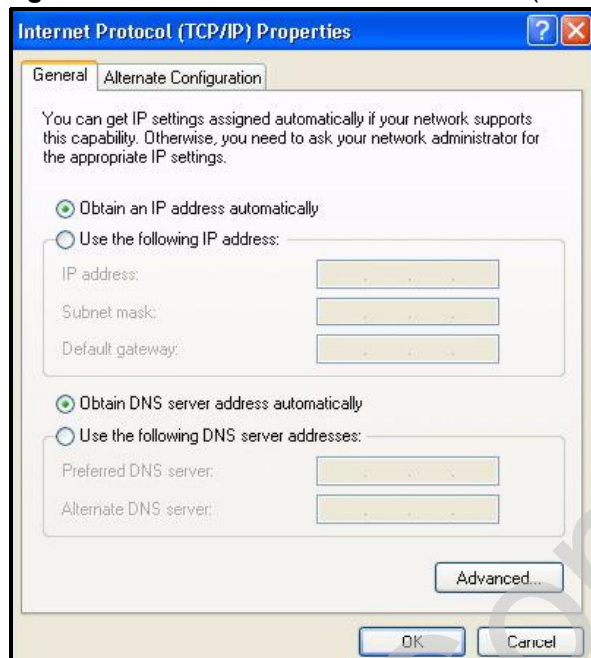 Internet Protocol (TCP/IP) Properties
General
Alternate Configuration
You can get IP settings assigned automatically if your network supports
this capability. Otherwise, you need to ask your network administrator for
the appropriate IP settings.
Obtain an IP address automatically
Use the following IP address:
IP address:
Subnet mask:
Default gateway:
Obtain DNS server address automatically
Use the following DNS server addresses:
Preferred DNS server:
Alternate DNS server:
Advanced...
OK
Cancel